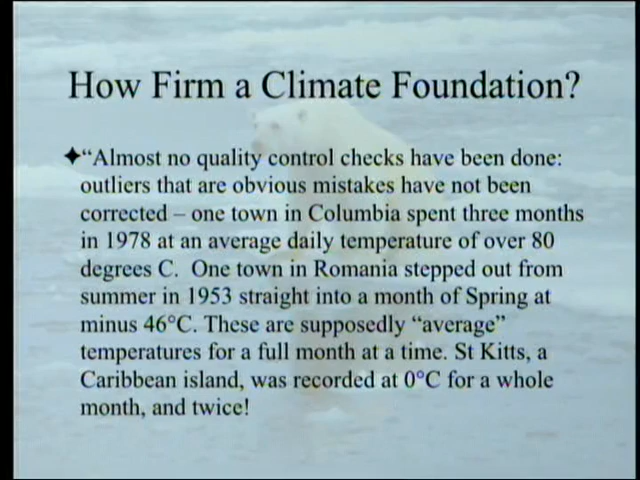 How Firm a Climate Foundation?
✦“Almost no quality control checks have been done:
outliers that are obvious mistakes have not been
corrected – one town in Columbia spent three months
in 1978 at an average daily temperature of over 80
degrees C.  One town in Romania stepped out from
summer in 1953 straight into a month of Spring at
minus 46°C. These are supposedly “average”
temperatures for a full month at a time. St Kitts, a
Caribbean island, was recorded at 0°C for a whole
month, and twice!